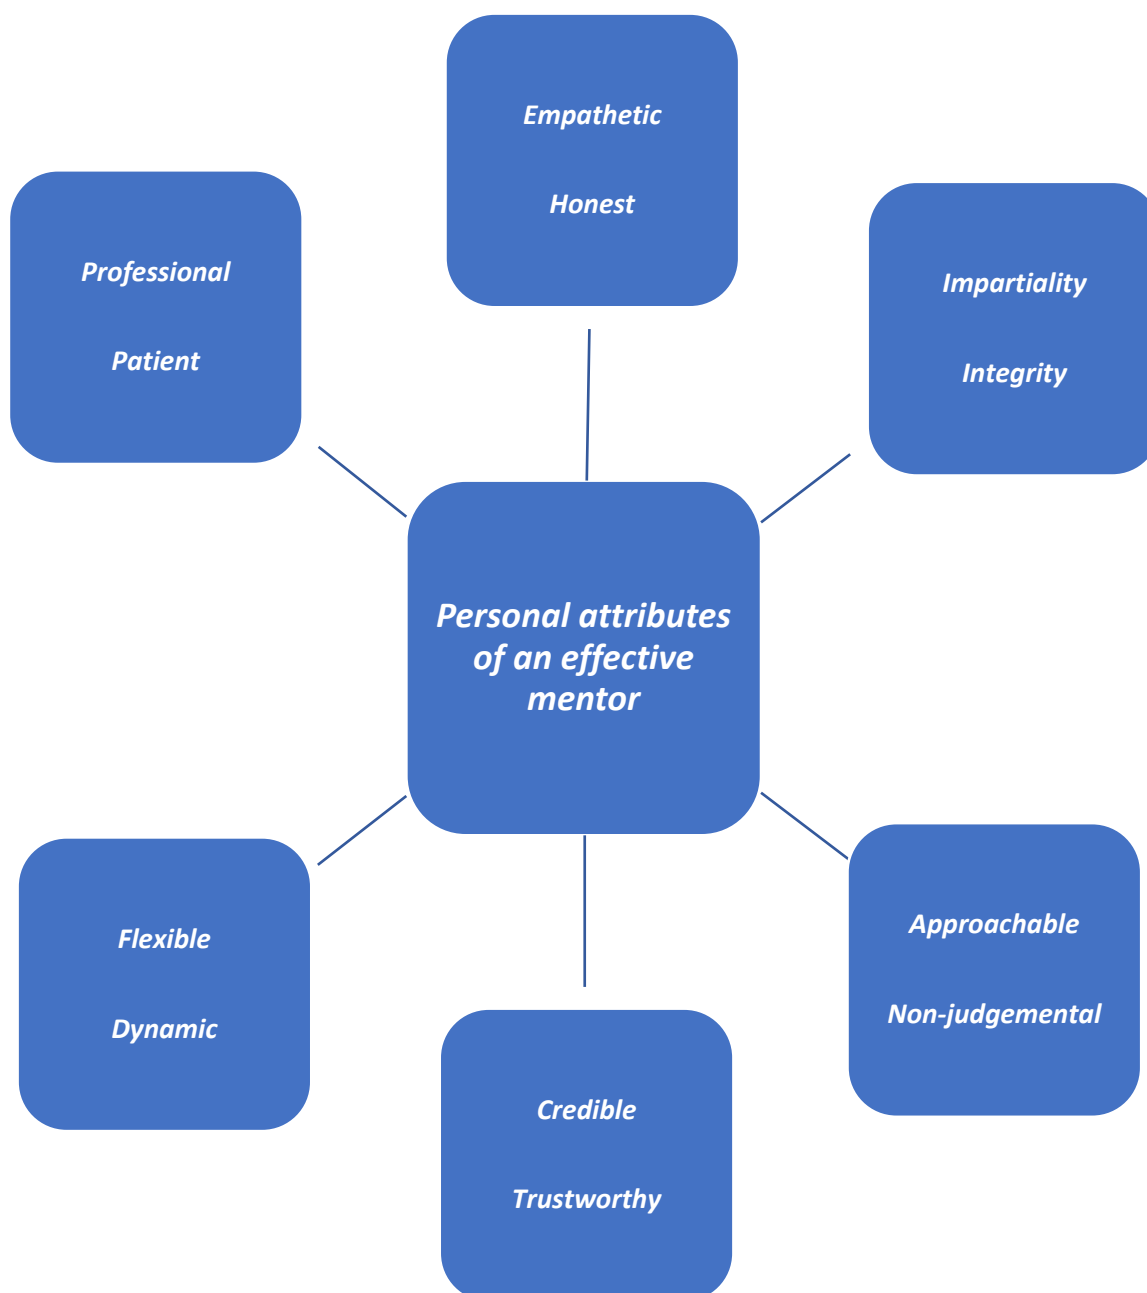 Empathetic
Honest
Professional
Patient
Impartiality
Integrity
Personal attributes
of an effective
mentor
Flexible
Dynamic
Approachable
Non-judgemental
Credible
Trustworthy